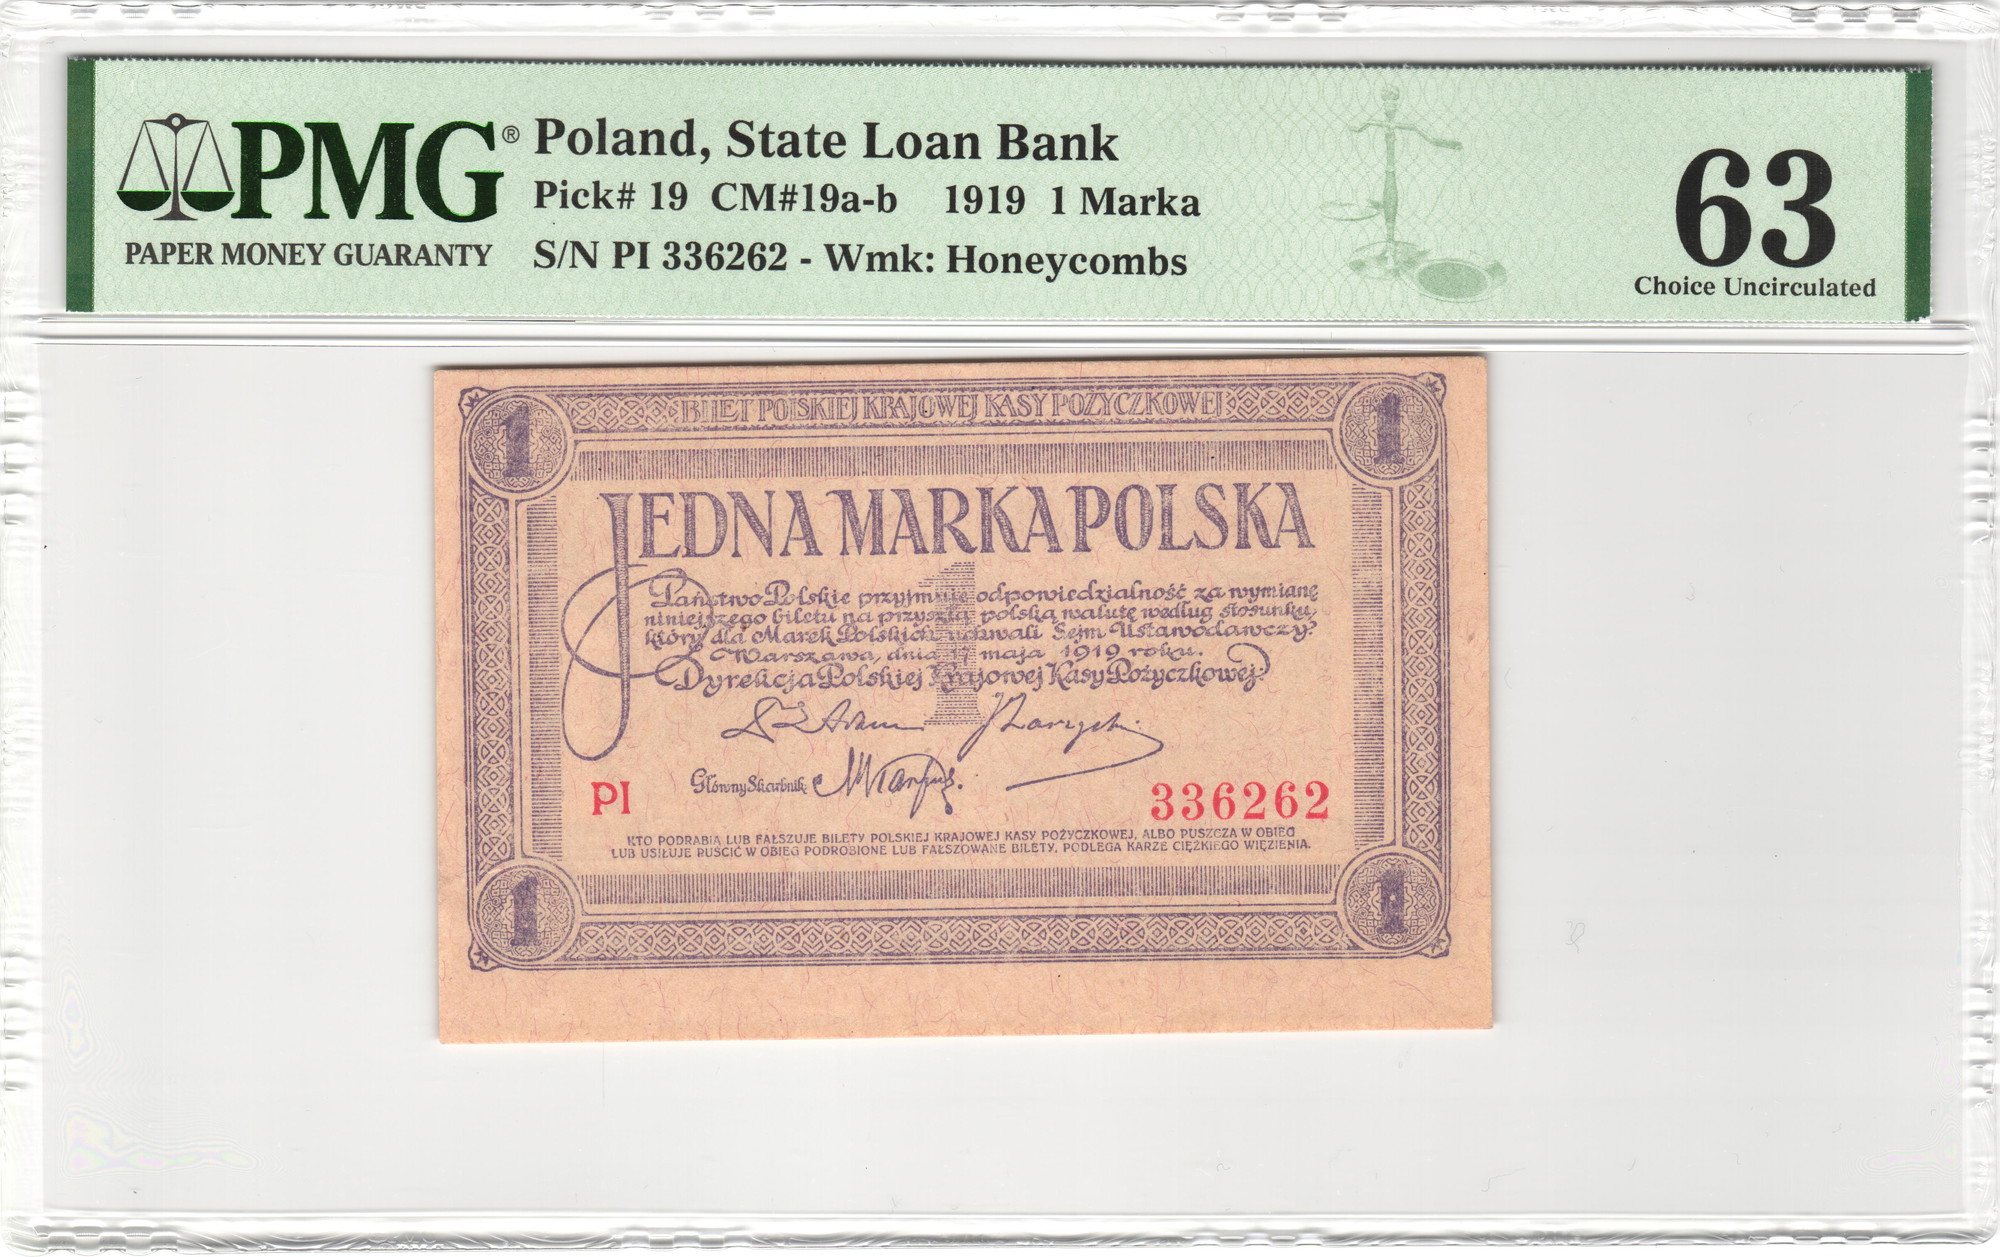 PMG®
PAPER MONEY GUARANTY
Poland, State Loan Bank
Pick# 19 CM#19a-b 1919 1 Marka
S/N PI 336262 - Wmk: Honeycombs
63
Choice Uncirculated
1 BILET POLSKIEJ KRAJOWEJ KASY POŻYCZKOWEJ 1
JEDNA MARKA POLSKA
1
Państwo Polskie przyjmuje odpowiedzialność za wymianę
niniejszego biletu na przyszłą polską walutę według stosunku,
który dla Marek Polskich uchwali Sejm Ustawodawczy.
Warszawa, dnia 17 maja 1919 roku.
Dyrekcja Polskiej Krajowej Kasy Pożyczkowej:
Główny Skarbnik:
PI 336262
KTO PODRABIA LUB FAŁSZUJE BILETY POLSKIEJ KRAJOWEJ KASY POŻYCZKOWEJ, ALBO PUSZCZA W OBIEG
LUB USIŁUJE PUŚCIĆ W OBIEG PODROBIONE LUB FAŁSZOWANE BILETY, PODLEGA KARZE CIĘŻKIEGO WIĘZIENIA.
1 1